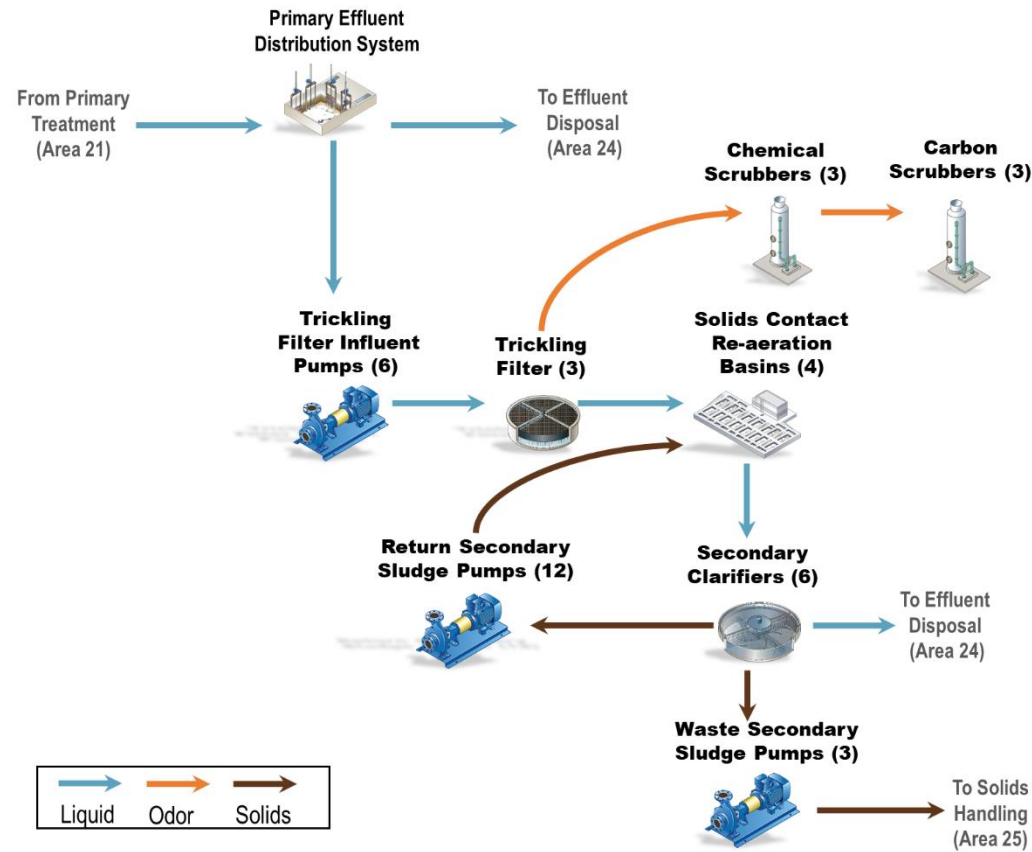 Primary Effluent
Distribution System
From Primary
Treatment
(Area 21)
To Effluent
Disposal
(Area 24)
Chemical
Scrubbers (3)
Carbon
Scrubbers (3)
Trickling
Filter Influent
Pumps (6)
Trickling
Filter (3)
Solids Contact
Re-aeration
Basins (4)
Return Secondary
Sludge Pumps (12)
Secondary
Clarifiers (6)
To Effluent
Disposal
(Area 24)
Waste Secondary
Sludge Pumps (3)
To Solids
Handling
(Area 25)
Liquid Odor Solids